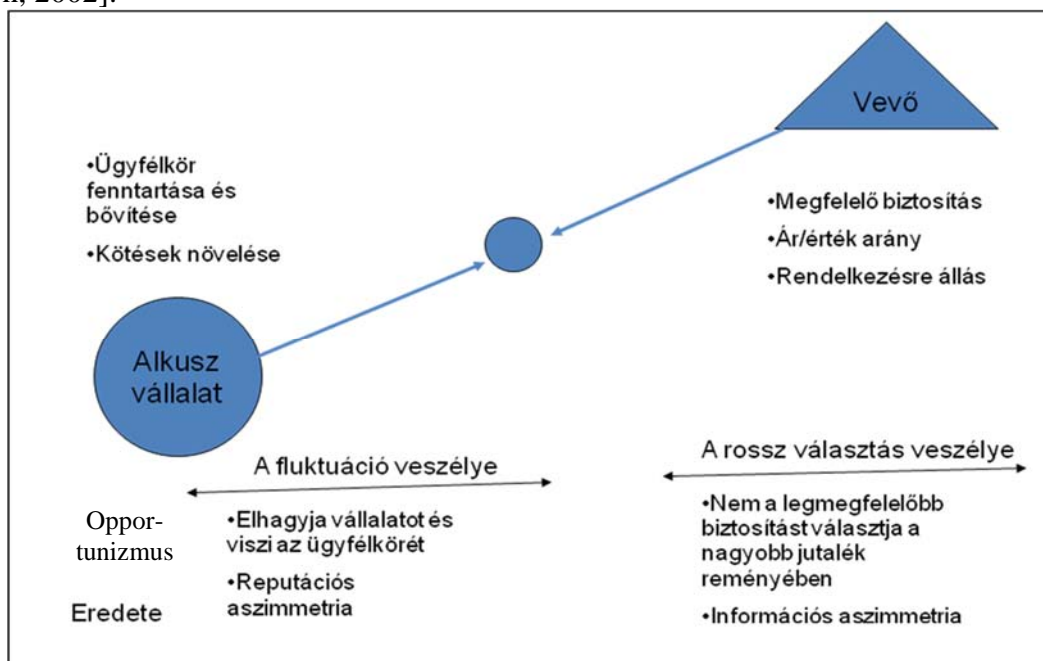 2002].
Vevő
•Ügyfélkör
fenntartása és
bővítése
•Kötések növelése
•Megfelelő biztosítás
•Ár/érték arány
•Rendelkezésre állás
Alkusz
vállalat
A fluktuáció veszélye
A rossz választás veszélye
Oppor-
tunizmus
•Elhagyja vállalatot és
viszi az ügyfélkörét
•Nem a legmegfelelőbb
biztosítást választja a
nagyobb jutalék
reményében
Eredete
•Reputációs
aszimmetria
•Információs aszimmetria